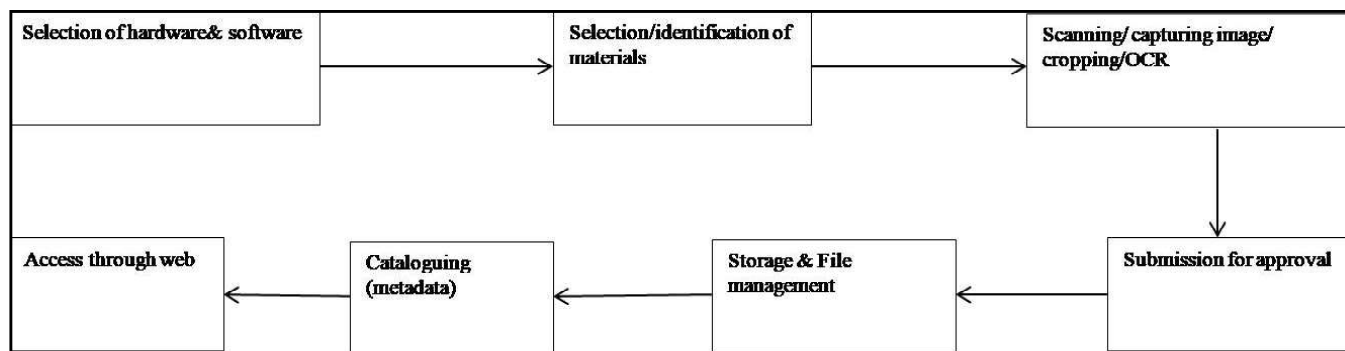 Selection of hardware& software
Selection/identification of
materials
Scanning/ capturing image/
cropping/OCR
Submission for approval
Storage & File
management
Cataloguing
(metadata)
Access through web